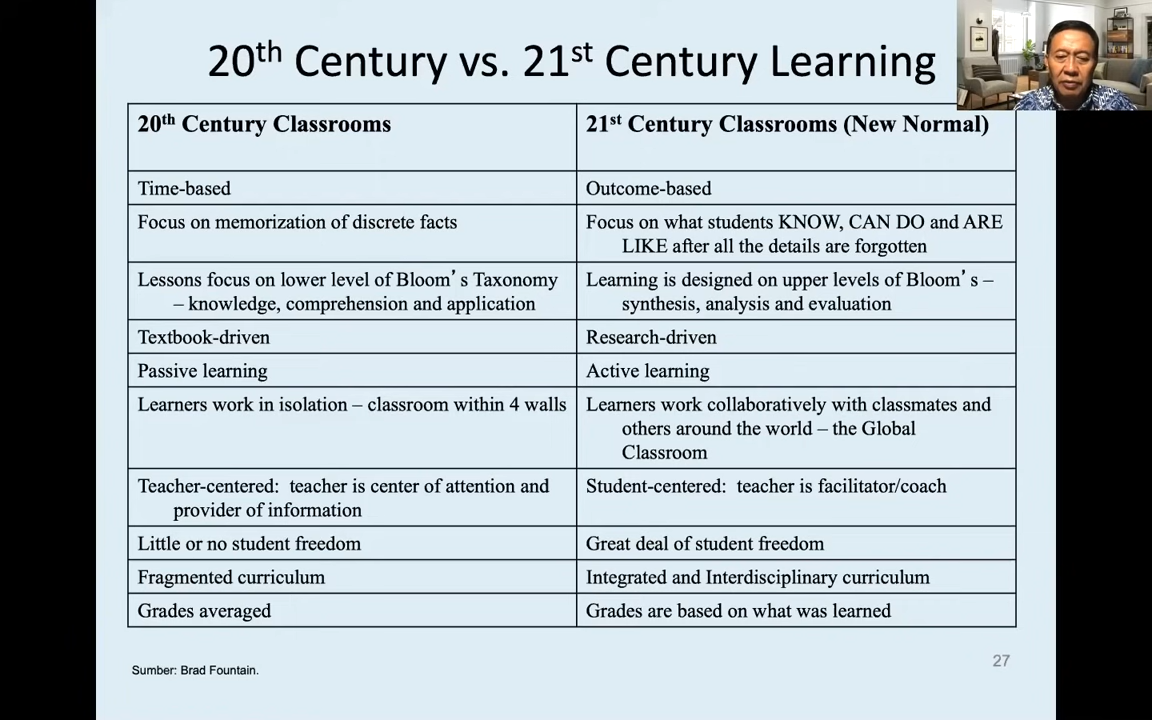 20th Century vs. 21st Century Learning
20th Century Classrooms
21st Century Classrooms (New Normal)
Time-based
Outcome-based
Focus on memorization of discrete facts
Focus on what students KNOW, CAN DO and ARE
LIKE after all the details are forgotten
Lessons focus on lower level of Bloom's Taxonomy
– knowledge, comprehension and application
Learning is designed on upper levels of Bloom's –
synthesis, analysis and evaluation
Textbook-driven
Research-driven
Passive learning
Active learning
Learners work in isolation – classroom within 4 walls
Learners work collaboratively with classmates and
others around the world – the Global
Classroom
Teacher-centered: teacher is center of attention and
provider of information
Student-centered: teacher is facilitator/coach
Little or no student freedom
Great deal of student freedom
Fragmented curriculum
Integrated and Interdisciplinary curriculum
Grades averaged
Grades are based on what was learned
Sumber: Brad Fountain.
27